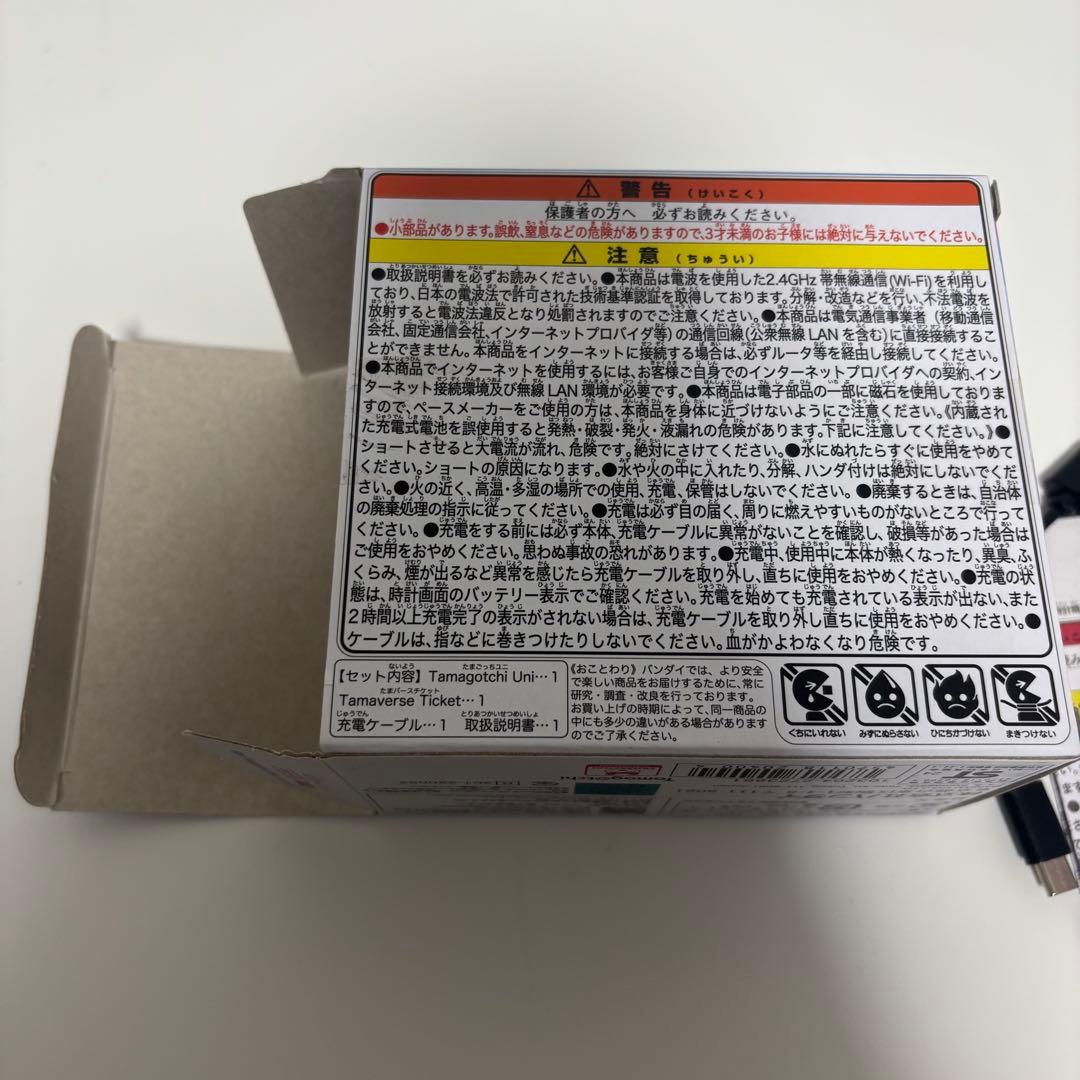 ⚠ 警告 (けいこく)
保護者の方へ 必ずお読みください。
●小部品があります。誤飲、窒息などの危険がありますので、3才未満のお子様には絶対に与えないでください。
⚠ 注意 (ちゅうい)
●取扱説明書を必ずお読みください。●本商品は電波を使用した2.4GHz 帯無線通信(Wi-Fi)を利用し
ており、日本の電波法で許可された技術基準認証を取得しております。分解・改造などを行い、不法電波を
放射すると電波法違反となり処罰されますのでご注意ください。●本商品は電気通信事業者(移動通信
会社、固定通信会社、インターネットプロバイダ等)の通信回線(公衆無線LANを含む)に直接接続するこ
とができません。本商品をインターネットに接続する場合は、必ずルータ等を経由し接続してください。
●本商品でインターネットを使用するには、お客様ご自身でのインターネットプロバイダへの契約、イン
ターネット接続環境及び無線LAN環境が必要です。●本商品は電子部品の一部に磁石を使用しておりま
すので、ペースメーカーをご使用の方は、本商品を身体に近づけないようにご注意ください。《内蔵され
た充電式電池を誤使用すると発熱・破裂・発火・液漏れの危険があります。下記に注意してください。》●
ショートさせると大電流が流れ、危険です。絶対にさけてください。●水にぬれたらすぐに使用をやめて
ください。ショートの原因になります。●水や火の中に入れたり、分解、ハンダ付けは絶対にしないでくだ
さい。●火の近く、高温・多湿の場所での使用、充電、保管はしないでください。●廃棄するときは、自治体
の廃棄処理の指示に従ってください。●充電は必ず目の届く、周りに燃えやすいものがないところで行って
ください。●充電をする前には必ず本体、充電ケーブルに異常がないことを確認し、破損等があった場合は
ご使用をおやめください。思わぬ事故の恐れがあります。●充電中、使用中に本体が熱くなったり、異臭、ふ
くらみ、煙が出るなど異常を感じたら充電ケーブルを取り外し、直ちに使用をおやめください。●充電の状
態は、時計画面のバッテリー表示でご確認ください。充電を始めても充電されている表示が出ない、また
2時間以上充電完了の表示がされない場合は、充電ケーブルを取り外し直ちに使用をおやめください。●
ケーブルは、指などに巻きつけたりしないでください。血がかよわなくなり危険です。
【セット内容】Tamagotchi Uni…1
Tamaverse Ticket…1
充電ケーブル…1 取扱説明書…1
《おことわり》バンダイでは、より安全
で楽しい商品をお届けするために、常に
研究・調査・改良を行っております。
お買い上げの時期によって、同一商品の
中にも多少の違いがある場合があります
のでご了承ください。
くちにいれない みずにぬらさない ひにちかづけない まきつけない
Tamagotchi